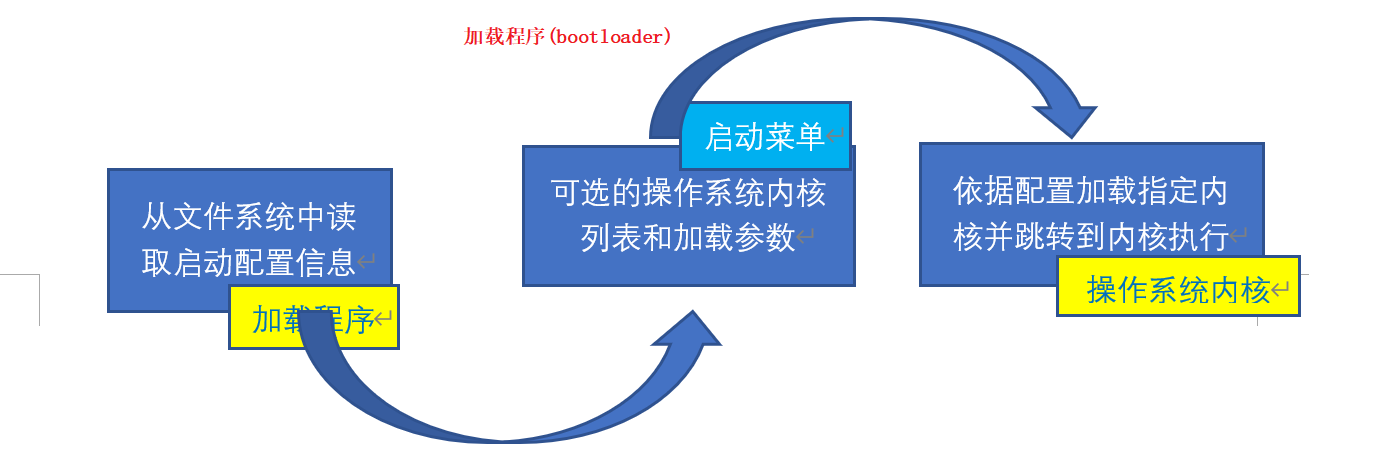 加载程序(bootloader)
从文件系统中读
取启动配置信息
加载程序
启动菜单
可选的操作系统内核
列表和加载参数
依据配置加载指定内
核并跳转到内核执行
操作系统内核